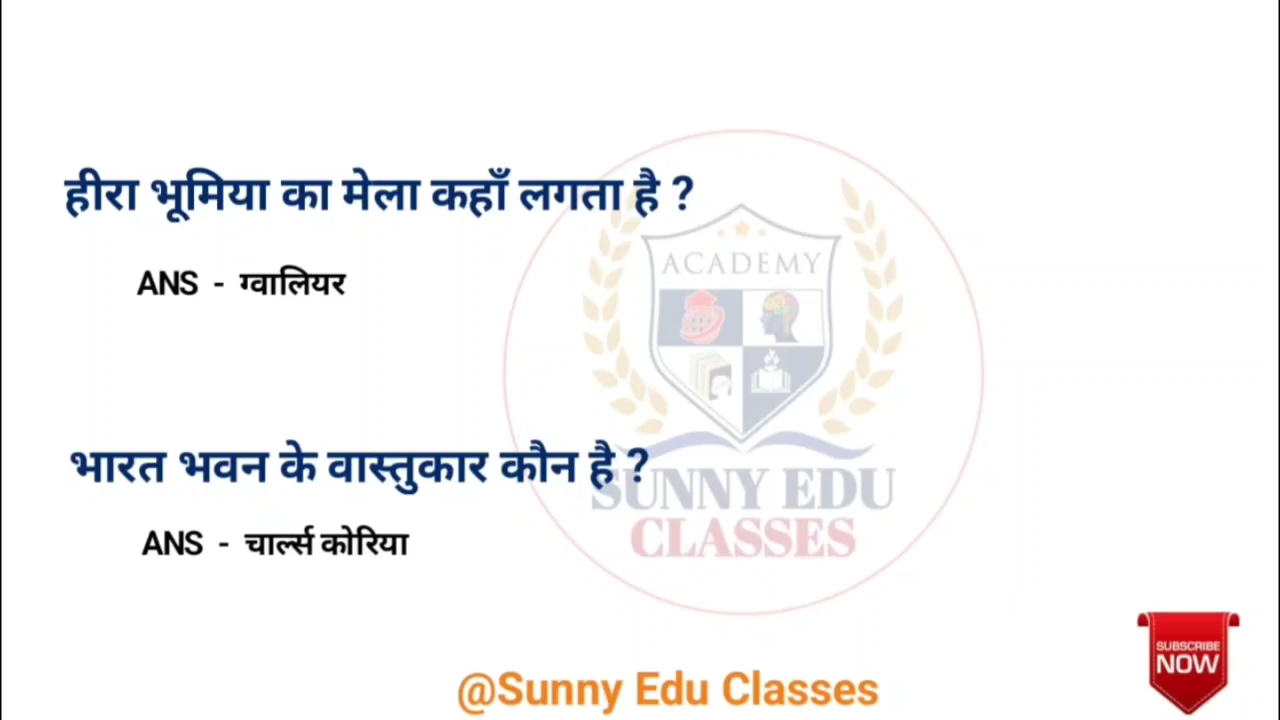 हीरा भूमिया का मेला कहाँ लगता है ?
ANS - ग्वालियर
ACADEMY
भारत भवन के वास्तुकार कौन है ?
ANS - चार्ल्स कोरिया
SUNNY EDU
CLASSES
SUBSCRIBE
NOW
@Sunny Edu Classes